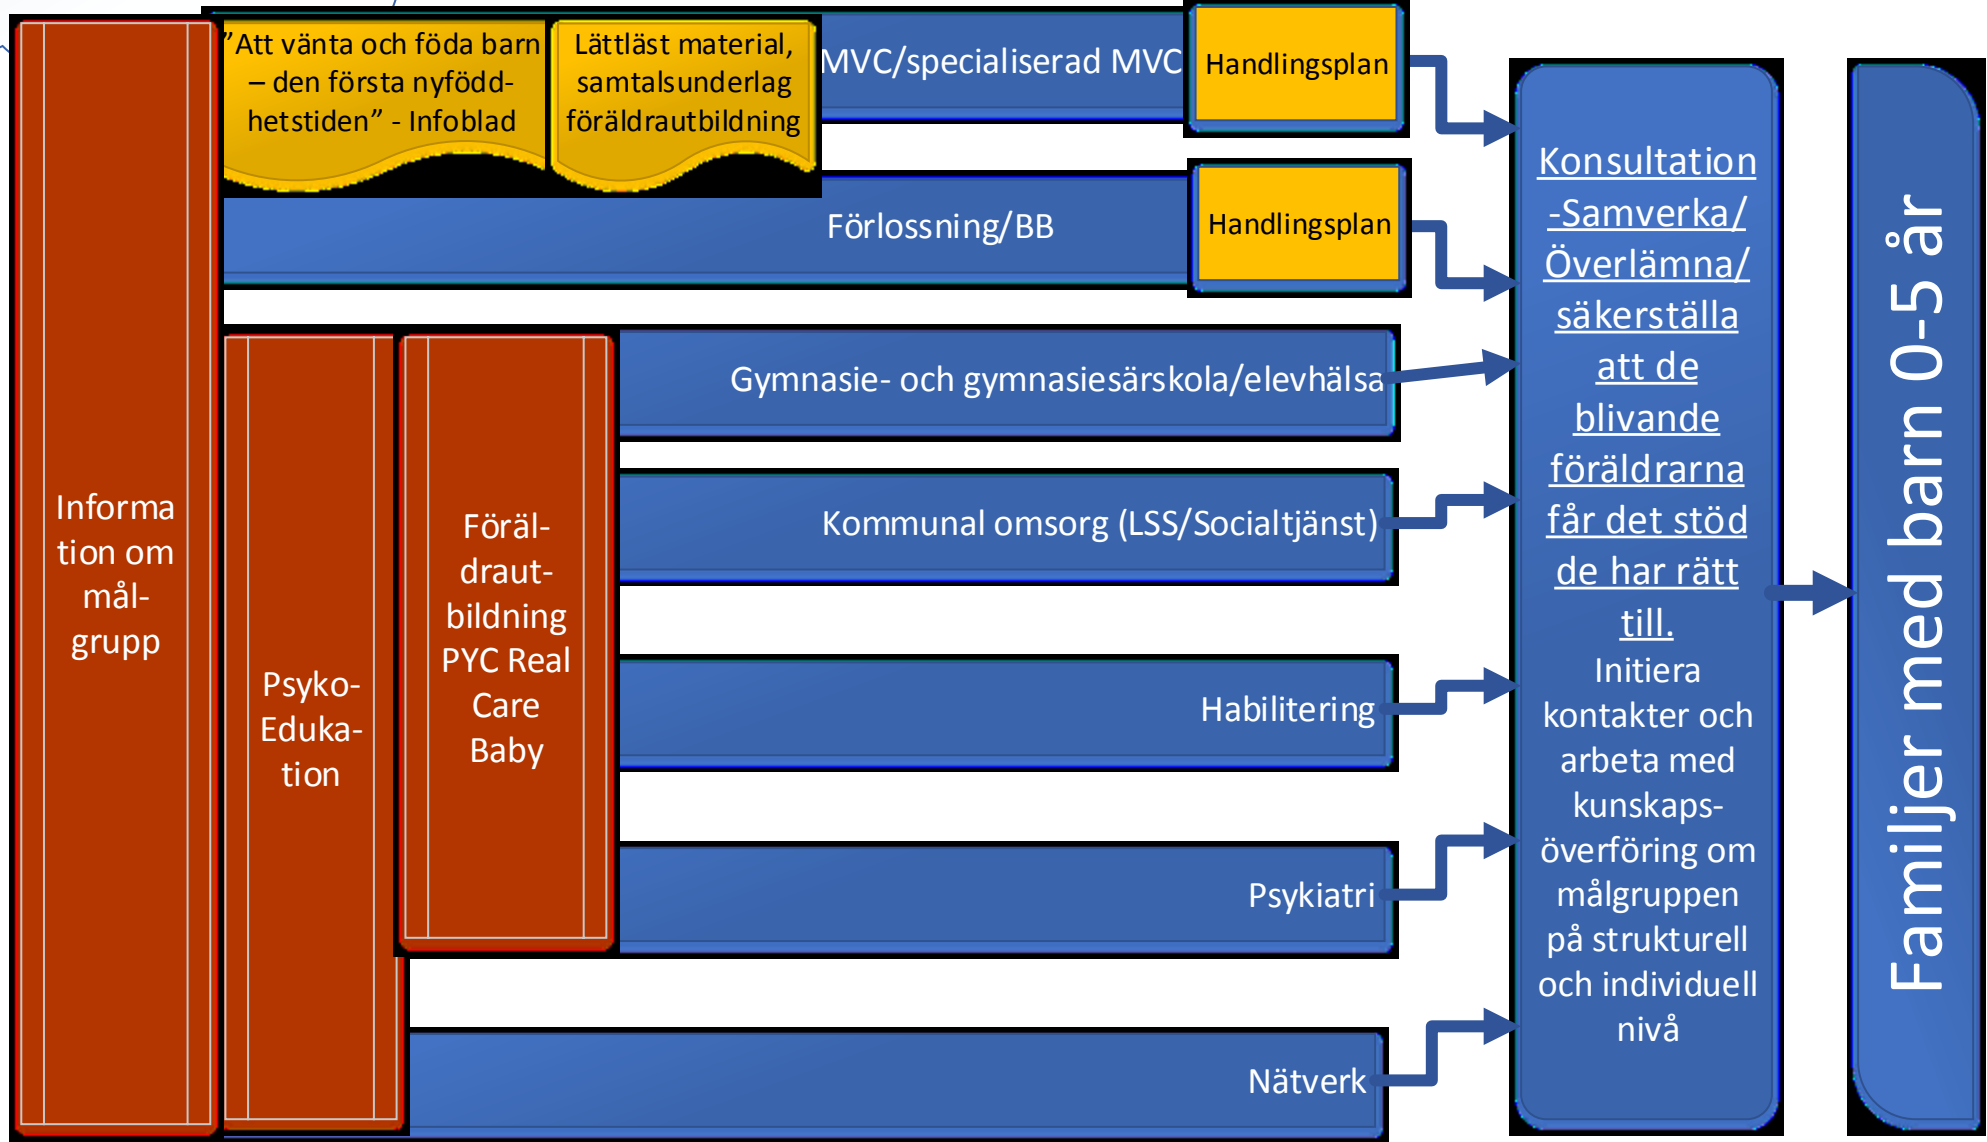 ”Att vänta och föda barn
– den första nyfödd-
hetstiden” - Infoblad
Lättläst material,
samtalsunderlag
föräldrautbildning
MVC/specialiserad MVC
Handlingsplan
Förlossning/BB
Handlingsplan
Gymnasie- och gymnasiesärskola/elevhälsa
Kommunal omsorg (LSS/Socialtjänst)
Habilitering
Psykiatri
Nätverk
Informa
tion om
mål-
grupp
Psyko-
Eduka-
tion
Föräl-
draut-
bildning
PYC Real
Care
Baby
Konsultation
-Samverka/
Överlämna/
säkerställa
att de
blivande
föräldrarna
får det stöd
de har rätt
till.
Initiera
kontakter och
arbeta med
kunskaps-
överföring om
målgruppen
på strukturell
och individuell
nivå
Familjer med barn 0-5 år